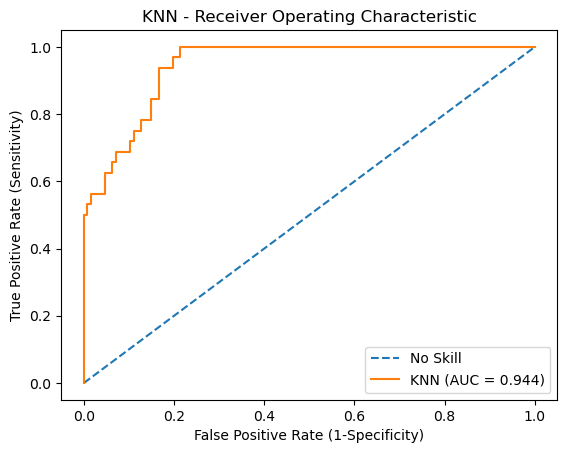 KNN - Receiver Operating Characteristic
True Positive Rate (Sensitivity)
1.0
0.8
0.6
0.4
0.2
0.0
0.0 0.2 0.4 0.6 0.8 1.0
False Positive Rate (1-Specificity)
No Skill
KNN (AUC = 0.944)